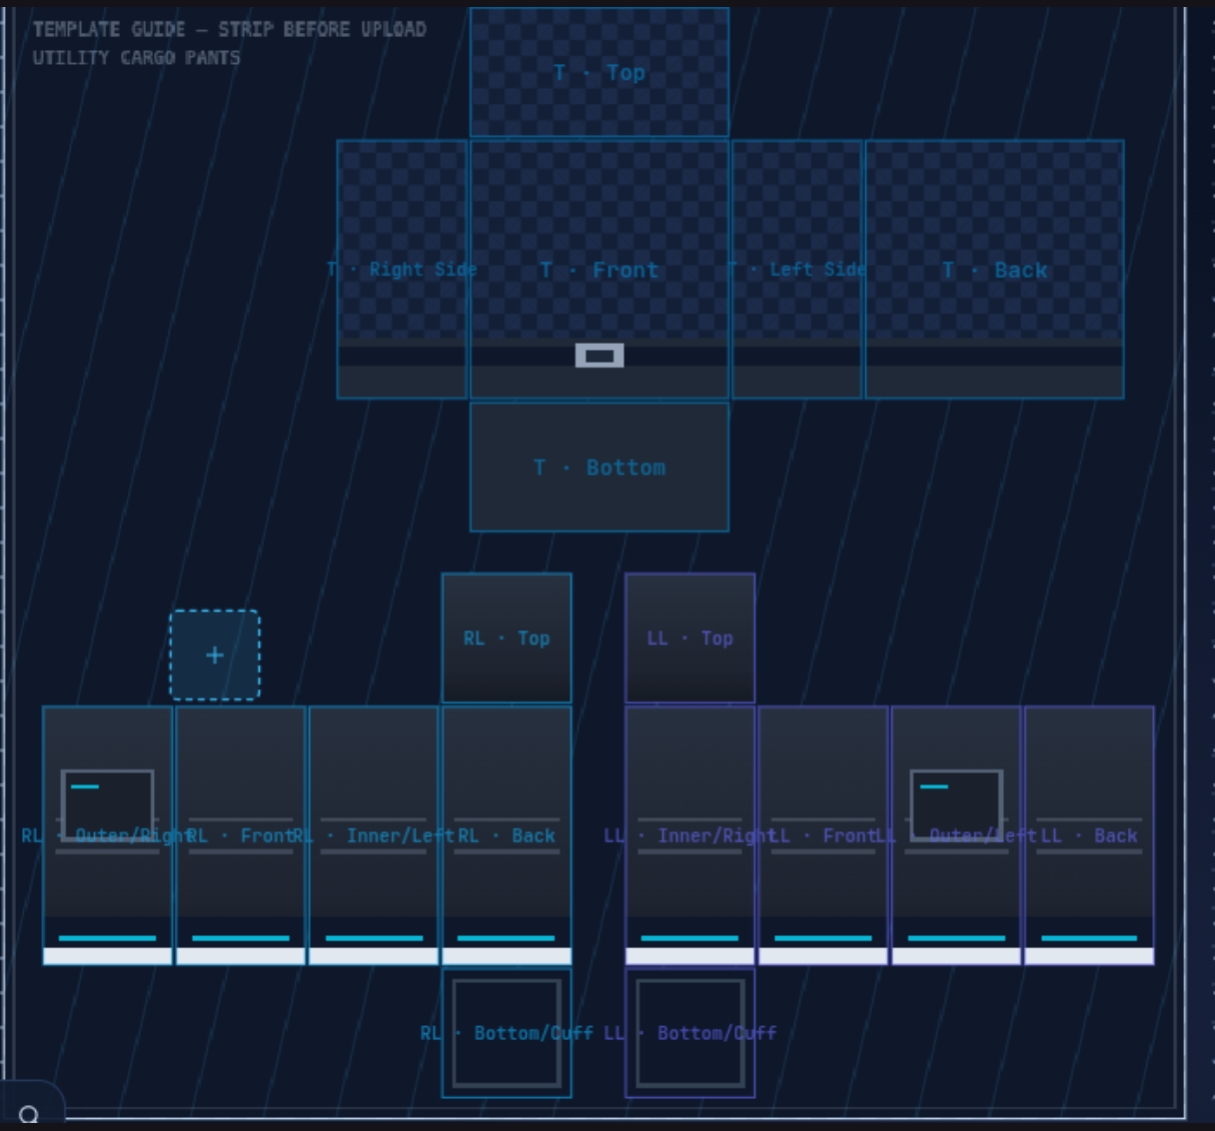 TEMPLATE GUIDE – STRIP BEFORE UPLOAD
UTILITY CARGO PANTS
T · Top
T · Right Side
T · Front
T · Left Side
T · Back
T · Bottom
RL · Top
LL · Top
+
RL · Outer/Right
RL · Front
RL · Inner/Left
RL · Back
LL · Inner/Right
LL · Front
LL · Outer/Left
LL · Back
RL · Bottom/Cuff
LL · Bottom/Cuff